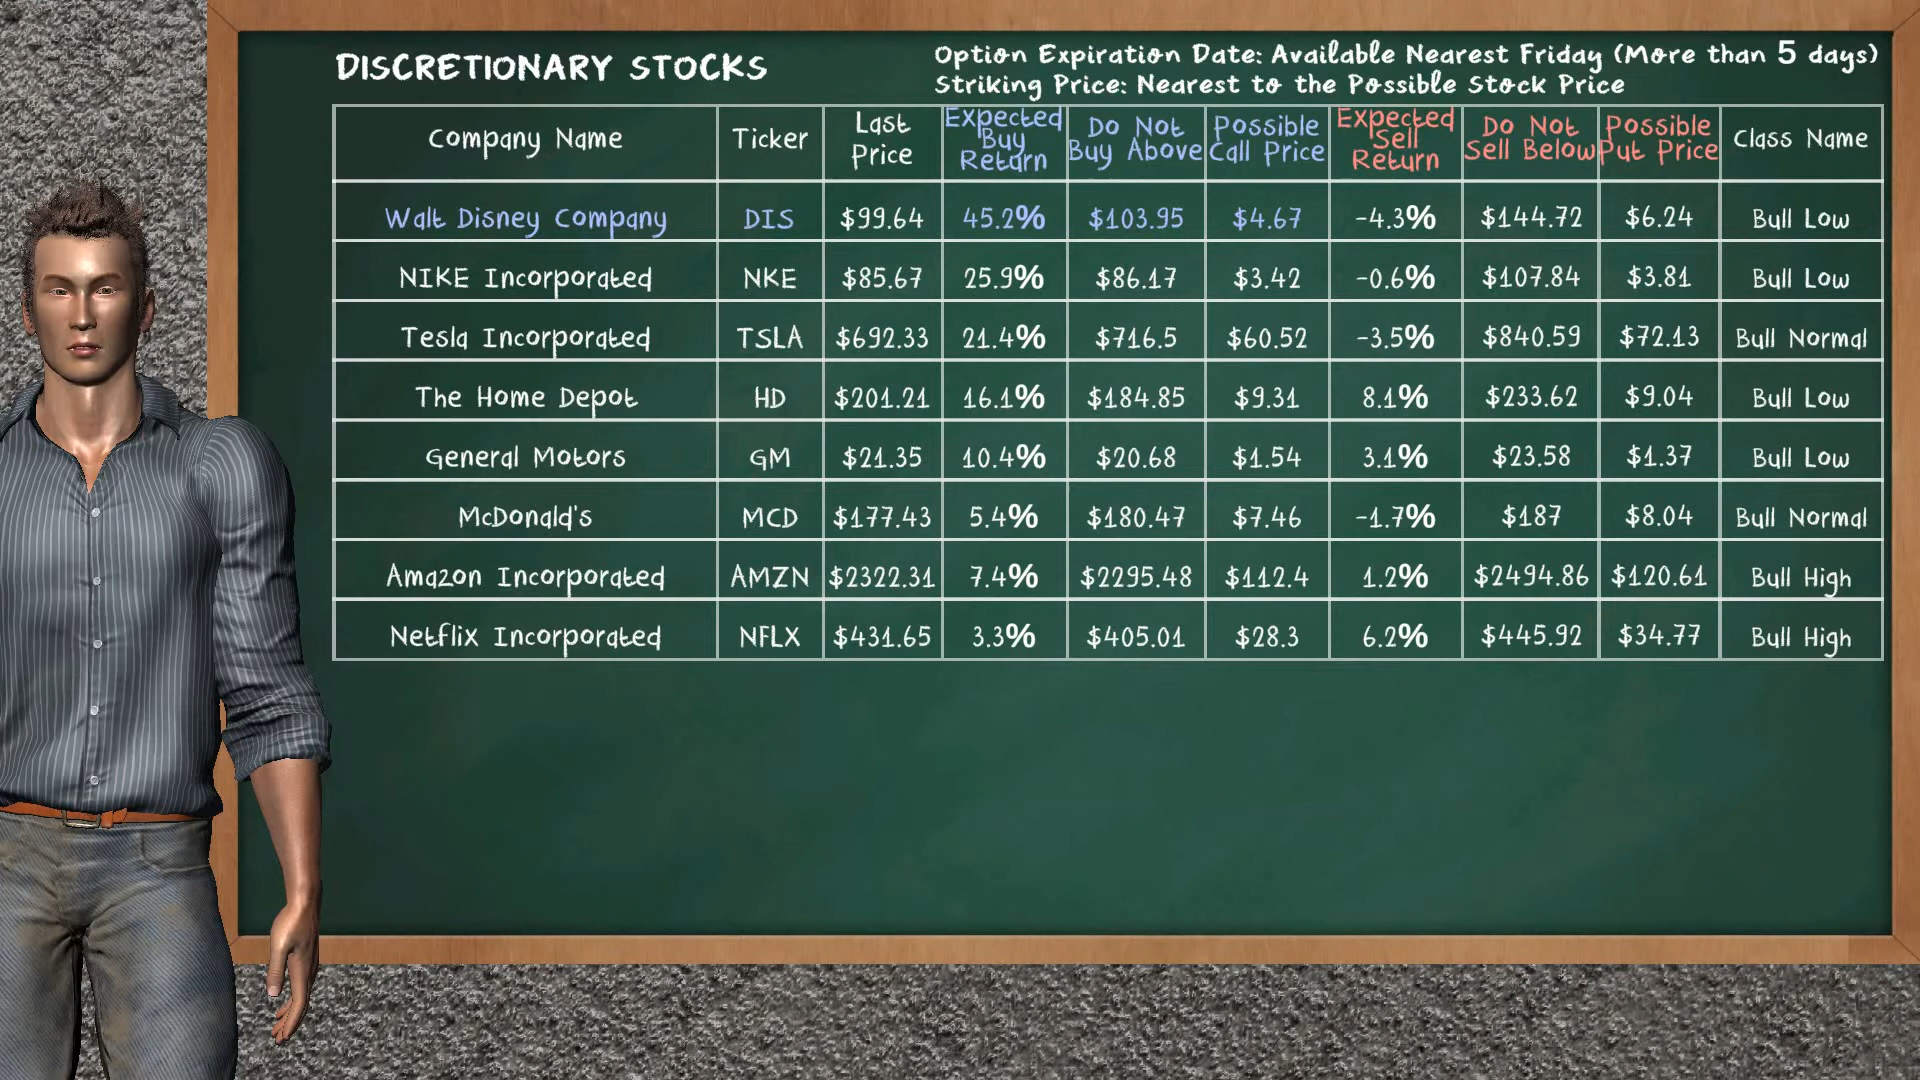 DISCRETIONARY STOCKS
Option Expiration Date: Available Nearest Friday (More than 5 days)
Striking Price: Nearest to the Possible Stock Price
Company Name Ticker Last Price Expected Buy Return Do Not Buy Above Possible Call Price Expected Sell Return Do Not Sell Below Possible Put Price Class Name
Walt Disney Company DIS $99.64 45.2% $103.95 $4.67 -4.3% $144.72 $6.24 Bull Low
NIKE Incorporated NKE $85.67 25.9% $86.17 $3.42 -0.6% $107.84 $3.81 Bull Low
Tesla Incorporated TSLA $692.33 21.4% $716.5 $60.52 -3.5% $840.59 $72.13 Bull Normal
The Home Depot HD $201.21 16.1% $184.85 $9.31 8.1% $233.62 $9.04 Bull Low
General Motors GM $21.35 10.4% $20.68 $1.54 3.1% $23.58 $1.37 Bull Low
McDonald's MCD $177.43 5.4% $180.47 $7.46 -1.7% $187 $8.04 Bull Normal
Amazon Incorporated AMZN $2322.31 7.4% $2295.48 $112.4 1.2% $2494.86 $120.61 Bull High
Netflix Incorporated NFLX $431.65 3.3% $405.01 $28.3 6.2% $445.92 $34.77 Bull High